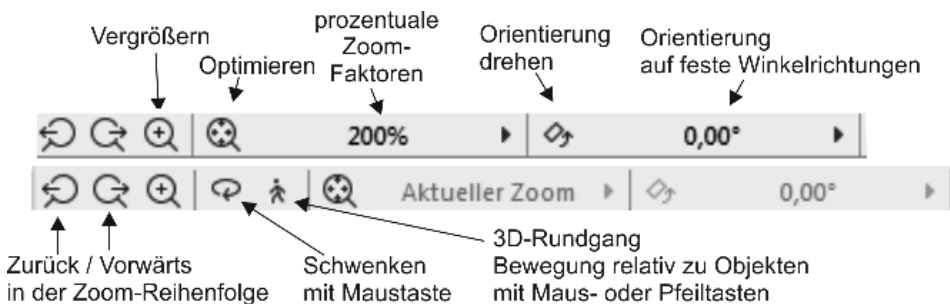 Vergrößern
Optimieren
prozentuale
Zoom-
Faktoren
Orientierung
drehen
Orientierung
auf feste Winkelrichtungen
200%
0,00°
Aktueller Zoom
0,00°
Zurück / Vorwärts
in der Zoom-Reihenfolge
Schwenken
mit Maustaste
3D-Rundgang
Bewegung relativ zu Objekten
mit Maus- oder Pfeiltasten